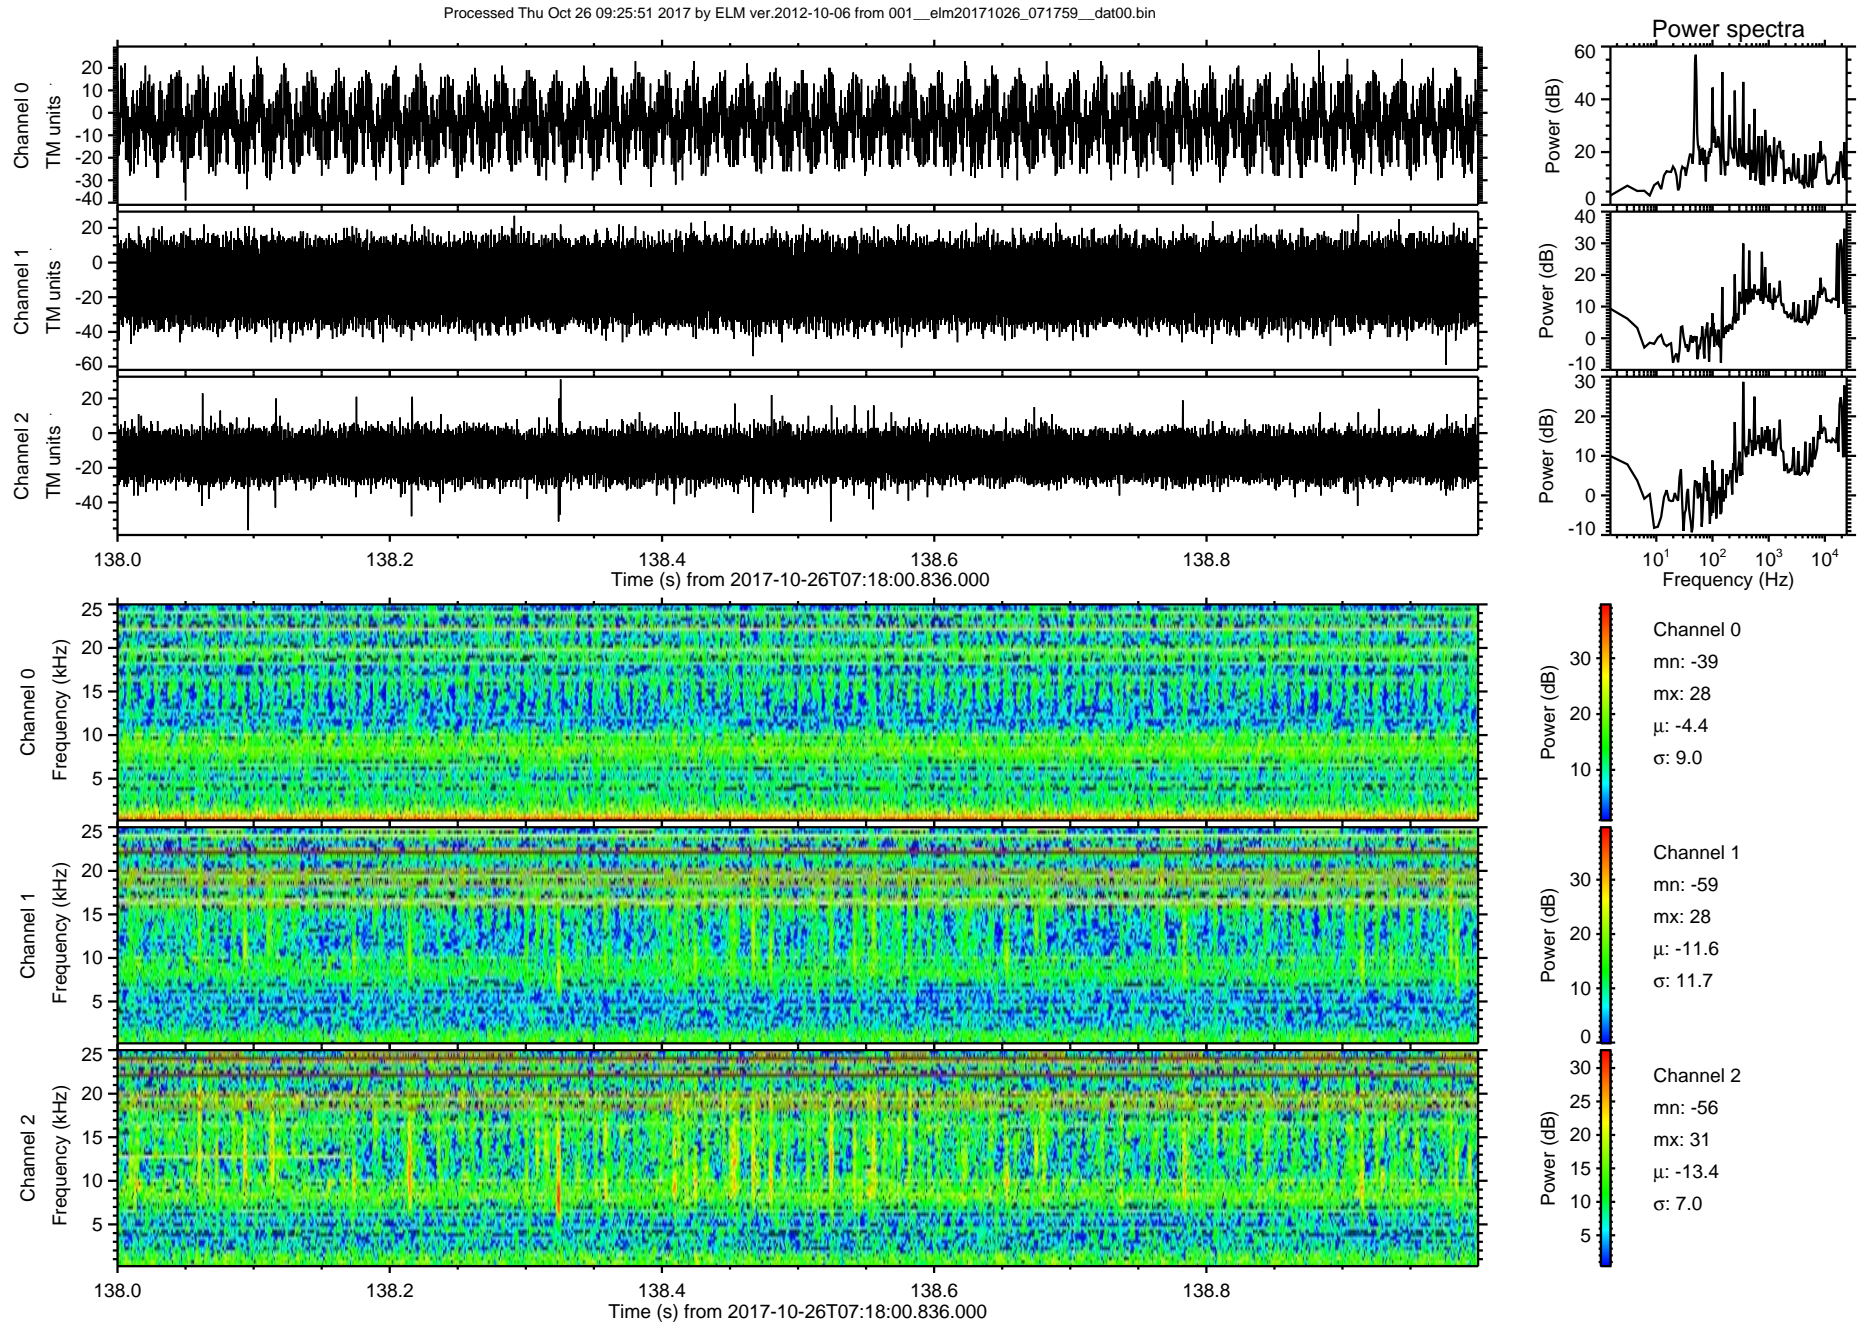 Processed Thu Oct 26 09:25:51 2017 by ELM ver.2012-10-06 from 001__elm20171026_071759__dat00.bin
Power spectra
Channel 0
TM units
20
10
0
-10
-20
-30
-40
Power (dB)
60
40
20
0
Channel 1
TM units
20
0
-20
-40
-60
Power (dB)
40
30
20
10
0
-10
Channel 2
TM units
20
0
-20
-40
Power (dB)
30
20
10
0
-10
138.0 138.2 138.4 138.6 138.8
Time (s) from 2017-10-26T07:18:00.836.000
10^1 10^2 10^3 10^4
Frequency (Hz)
Channel 0
Frequency (kHz)
25
20
15
10
5
Power (dB)
30
20
10
Channel 0
mn: -39
mx: 28
μ: -4.4
σ: 9.0
Channel 1
Frequency (kHz)
25
20
15
10
5
Power (dB)
30
20
10
0
Channel 1
mn: -59
mx: 28
μ: -11.6
σ: 11.7
Channel 2
Frequency (kHz)
25
20
15
10
5
Power (dB)
30
25
20
15
10
5
Channel 2
mn: -56
mx: 31
μ: -13.4
σ: 7.0
138.0 138.2 138.4 138.6 138.8
Time (s) from 2017-10-26T07:18:00.836.000